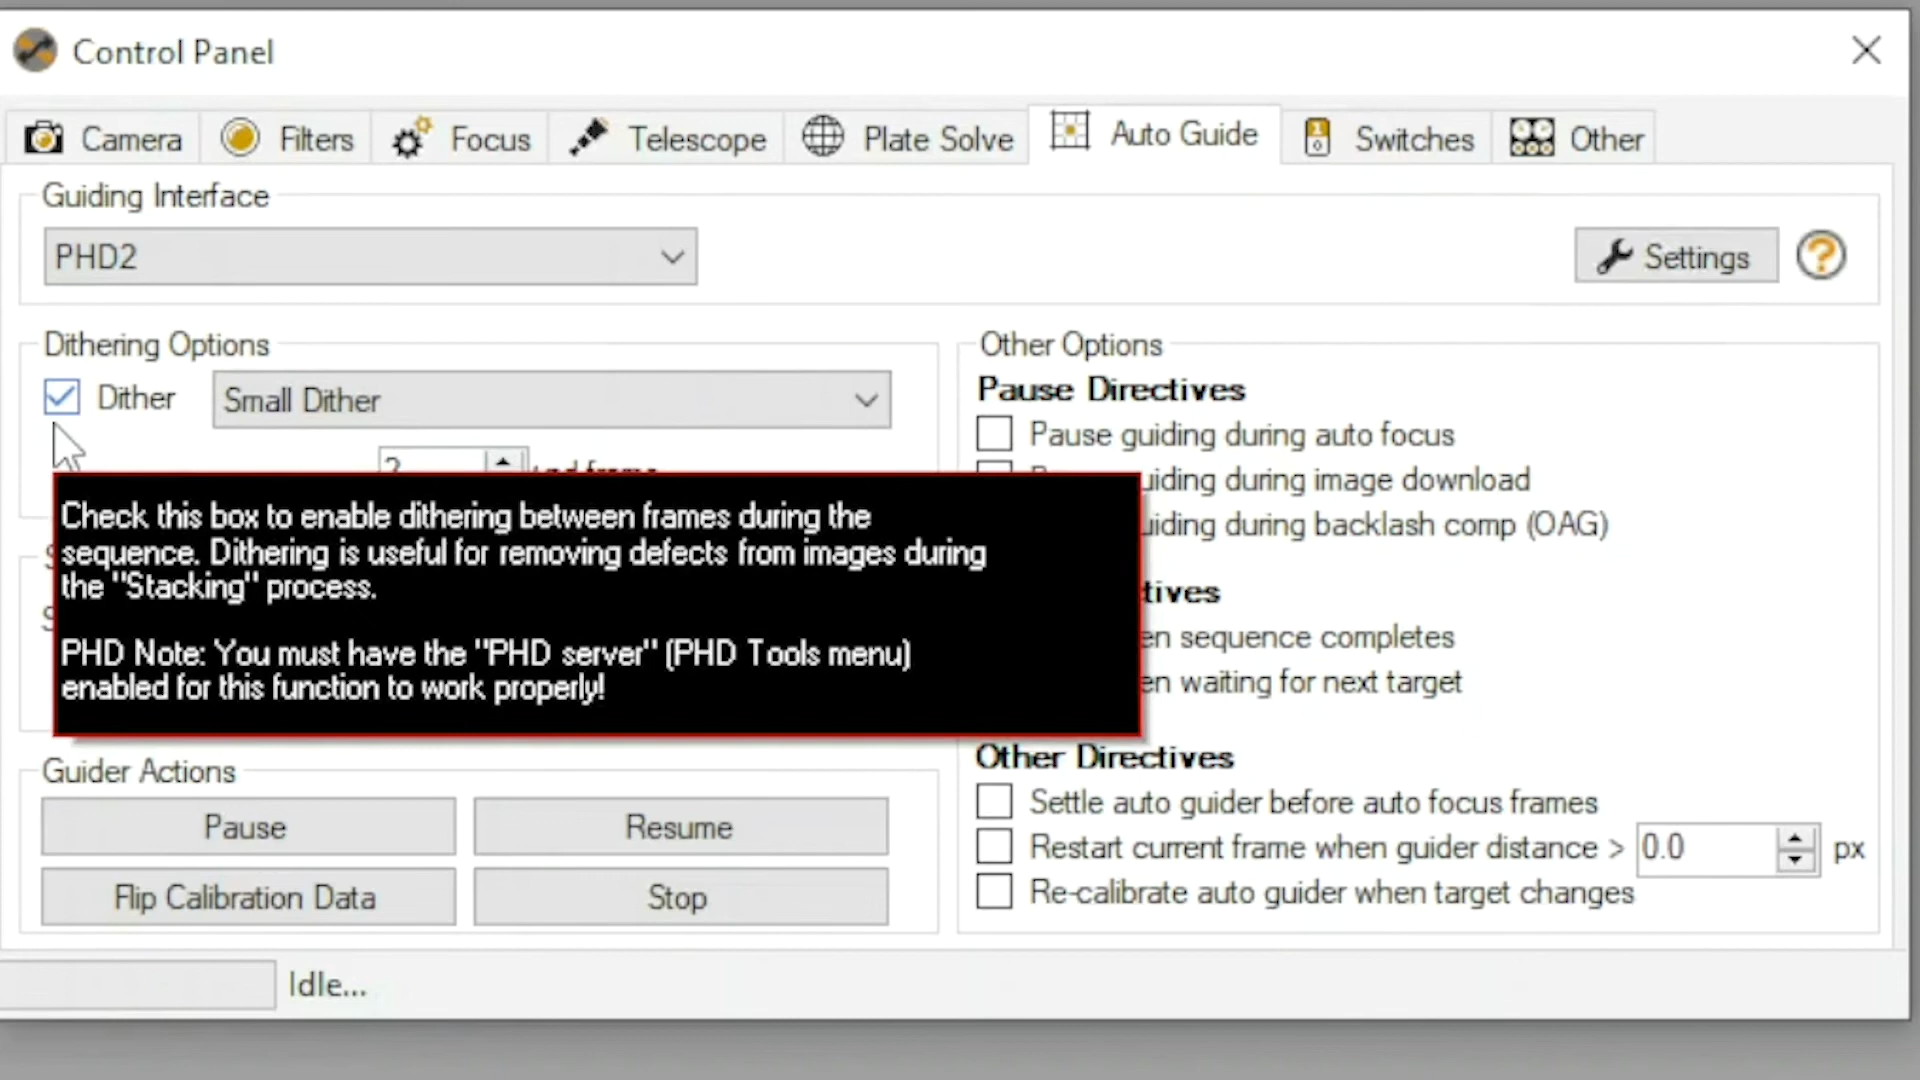 Control Panel
Camera Filters Focus Telescope Plate Solve Auto Guide Switches Other
Guiding Interface
PHD2
Settings
Dithering Options
Dither Small Dither
Check this box to enable dithering between frames during the
sequence. Dithering is useful for removing defects from images during
the "Stacking" process.
PHD Note: You must have the "PHD server" (PHD Tools menu)
enabled for this function to work properly!
Guider Actions
Pause Resume
Flip Calibration Data Stop
Other Options
Pause Directives
Pause guiding during auto focus
uiding during image download
uiding during backlash comp (OAG)
tives
en sequence completes
en waiting for next target
Other Directives
Settle auto guider before auto focus frames
Restart current frame when guider distance > 0.0 px
Re-calibrate auto guider when target changes
Idle...